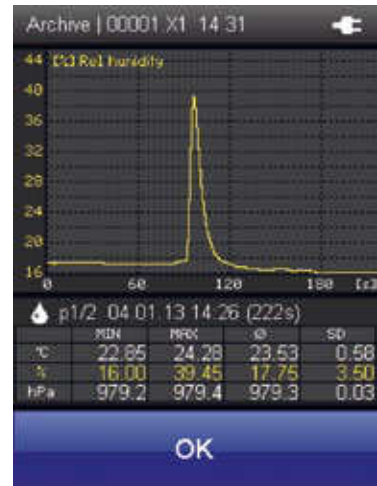 Archive | 00001 X1 14:31
[%] Rel humidity
44
40
36
32
28
24
20
16
0 60 120 180 [s]
p1/2 04.01.13 14:26 (222s)
MIN MAX Ø SD
°C 22.85 24.28 23.53 0.58
% 16.00 39.45 17.75 3.50
hPa 979.2 979.4 979.3 0.03
OK